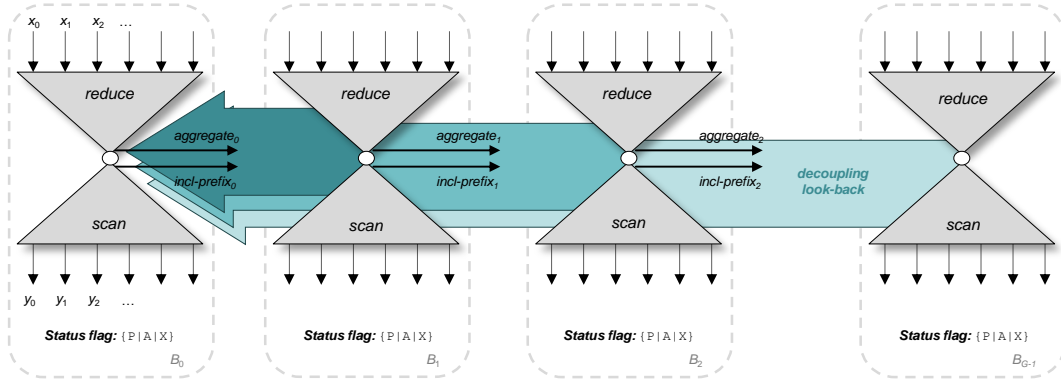 x0 x1 x2 ...
reduce reduce reduce reduce
aggregate0 aggregate1 aggregate2
incl-prefix0 incl-prefix1 incl-prefix2
decoupling
look-back
scan scan scan scan
y0 y1 y2 ...
Status flag: {P|A|X} Status flag: {P|A|X} Status flag: {P|A|X} Status flag: {P|A|X}
B0 B1 B2 BG-1